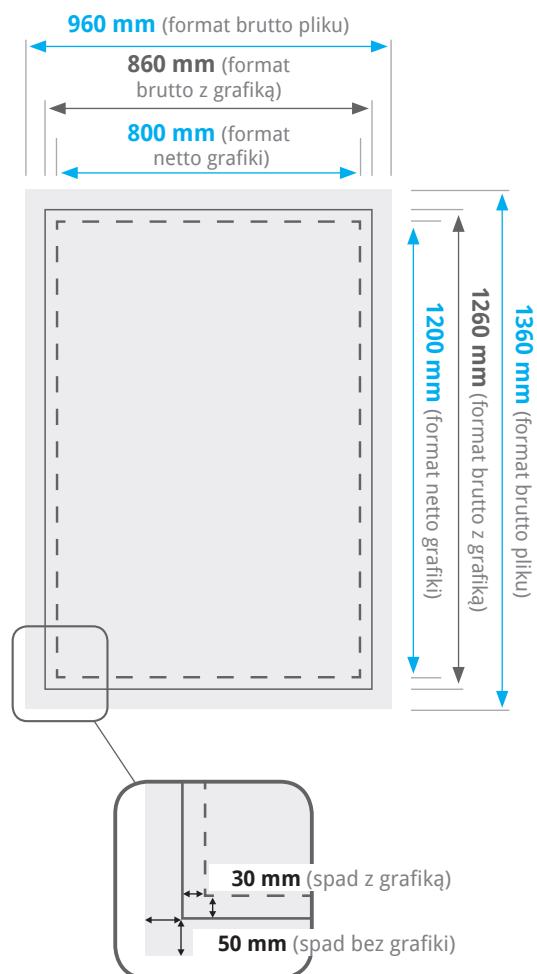 960 mm (format brutto pliku)
860 mm (format
brutto z grafiką)
800 mm (format
netto grafiki)
1200 mm (format netto grafiki)
1260 mm (format brutto z grafiką)
1360 mm (format brutto pliku)
30 mm (spad z grafiką)
50 mm (spad bez grafiki)